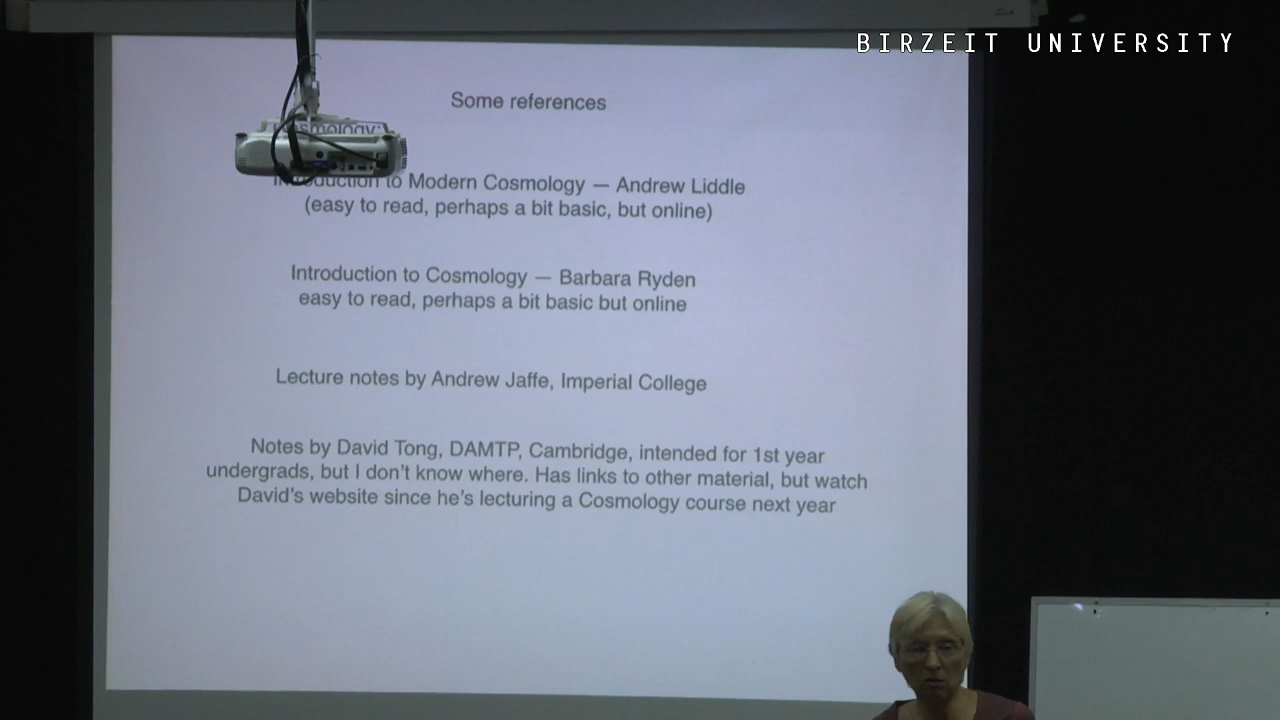 BIRZEIT UNIVERSITY
Some references
Cosmology:
Introduction to Modern Cosmology — Andrew Liddle
(easy to read, perhaps a bit basic, but online)
Introduction to Cosmology — Barbara Ryden
easy to read, perhaps a bit basic but online
Lecture notes by Andrew Jaffe, Imperial College
Notes by David Tong, DAMTP, Cambridge, intended for 1st year
undergrads, but I don't know where. Has links to other material, but watch
David's website since he's lecturing a Cosmology course next year